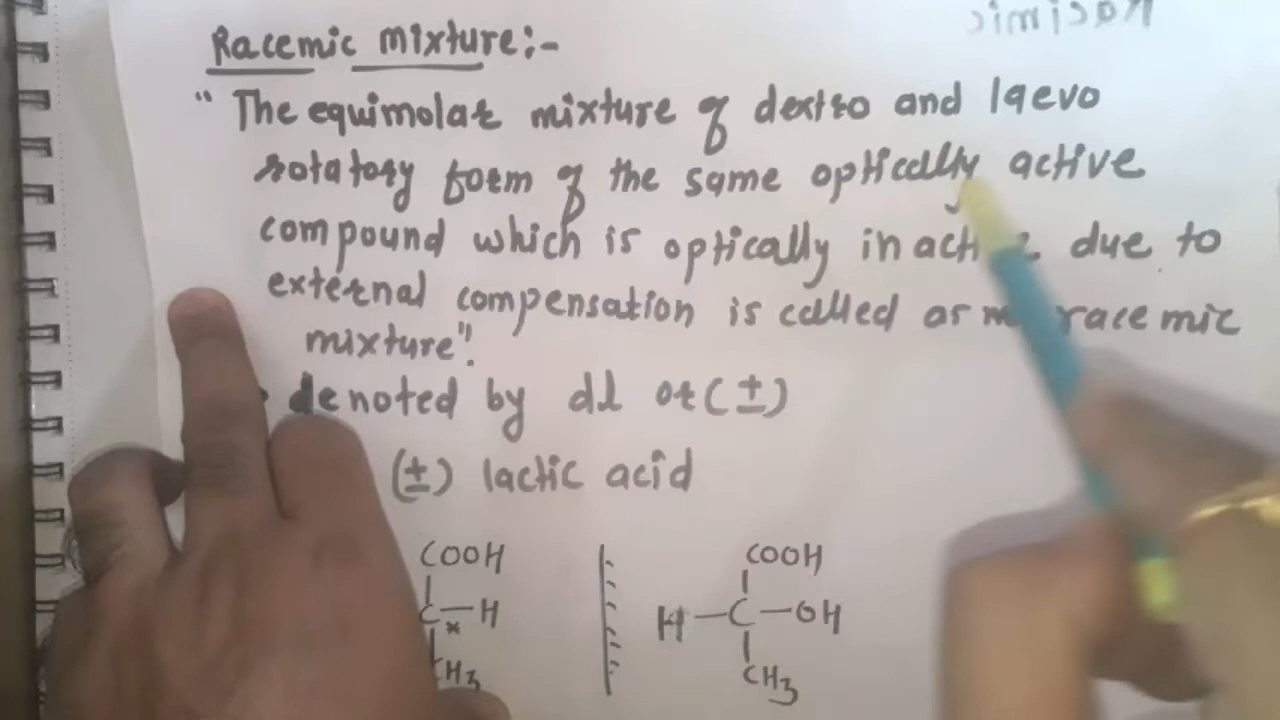 Racemic mixture:-
" The equimolar mixture of dextro and laevo
rotatory form of the same optically active
compound which is optically inactive due to
external compensation is called as racemic
mixture".
denoted by dl or (±)
(±) lactic acid
COOH COOH
C—H H—C—OH
*
CH3 CH3